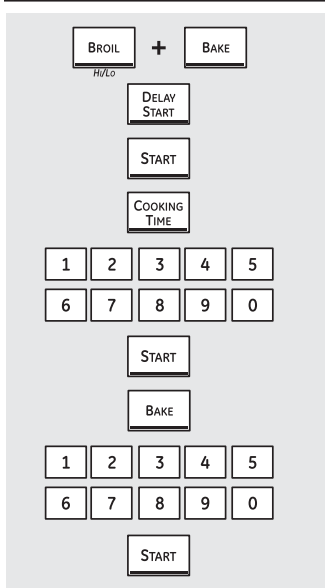 BROIL + BAKE
HI/LO
DELAY
START
START
COOKING
TIME
1 2 3 4 5
6 7 8 9 0
START
BAKE
1 2 3 4 5
6 7 8 9 0
START